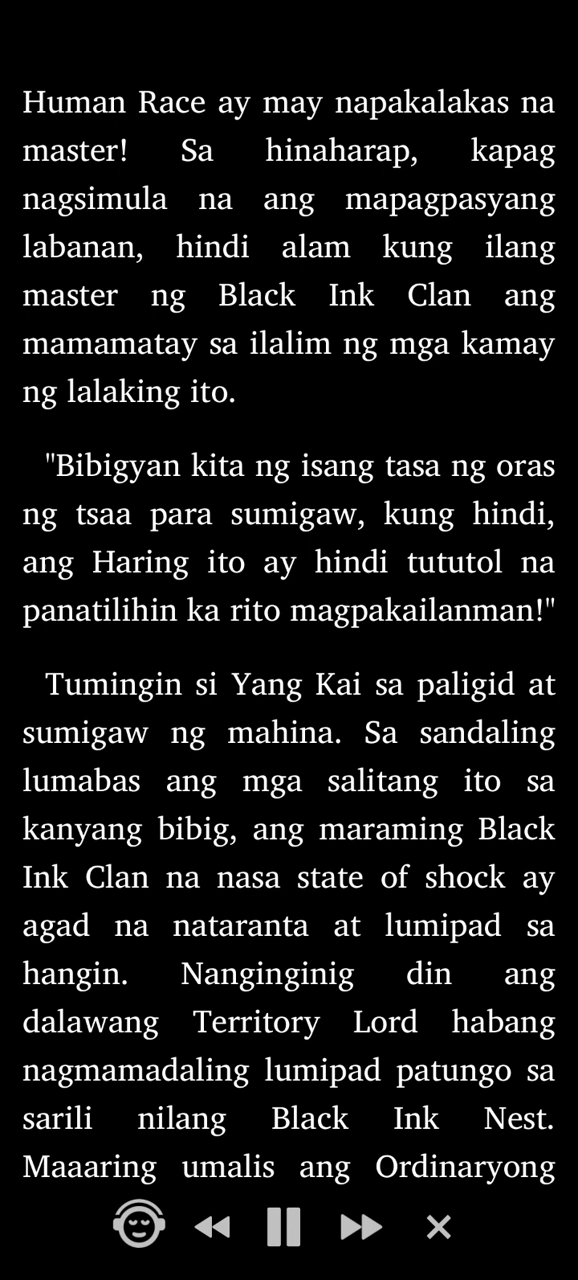 Human Race ay may napakalakas na
master! Sa hinaharap, kapag
nagsimula na ang mapagpasyang
labanan, hindi alam kung ilang
master ng Black Ink Clan ang
mamamatay sa ilalim ng mga kamay
ng lalaking ito.
"Bibigyan kita ng isang tasa ng oras
ng tsaa para sumigaw, kung hindi,
ang Haring ito ay hindi tututol na
panatilihin ka rito magpakailanman!"
Tumingin si Yang Kai sa paligid at
sumigaw ng mahina. Sa sandaling
lumabas ang mga salitang ito sa
kanyang bibig, ang maraming Black
Ink Clan na nasa state of shock ay
agad na nataranta at lumipad sa
hangin. Nanginginig din ang
dalawang Territory Lord habang
nagmamadaling lumipad patungo sa
sarili nilang Black Ink Nest.
Maaaring umalis ang Ordinaryong